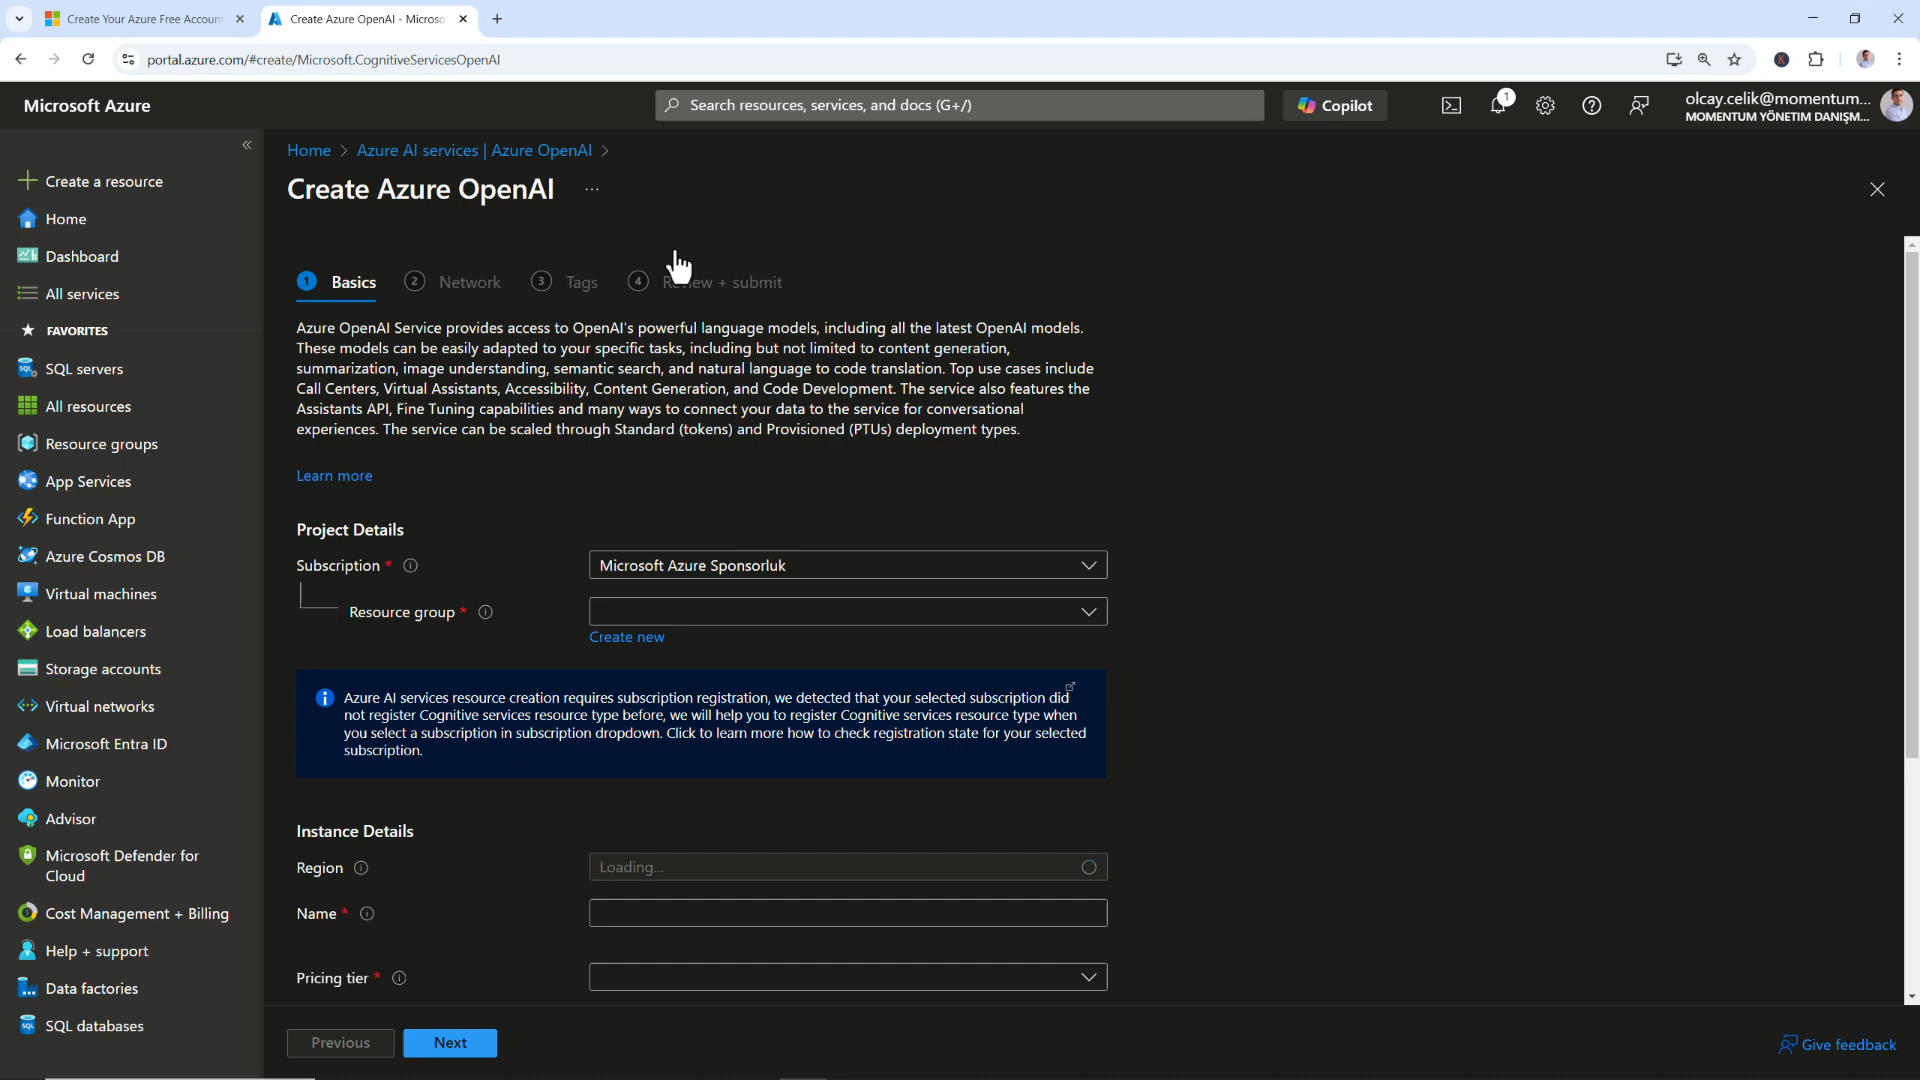 Create Your Azure Free Accoun
Create Azure OpenAI - Microso
portal.azure.com/#create/Microsoft.CognitiveServicesOpenAI
K
Microsoft Azure
Search resources, services, and docs (G+/)
Copilot
1
olcay.celik@momentum...
MOMENTUM YÖNETIM DANIŞM...
Create a resource
Home
Dashboard
All services
FAVORITES
SQL servers
All resources
Resource groups
App Services
Function App
Azure Cosmos DB
Virtual machines
Load balancers
Storage accounts
Virtual networks
Microsoft Entra ID
Monitor
Advisor
Microsoft Defender for
Cloud
Cost Management + Billing
Help + support
Data factories
SQL databases
Home > Azure AI services | Azure OpenAI >
Create Azure OpenAI ...
1 Basics 2 Network 3 Tags 4 Review + submit
Azure OpenAI Service provides access to OpenAI's powerful language models, including all the latest OpenAI models.
These models can be easily adapted to your specific tasks, including but not limited to content generation,
summarization, image understanding, semantic search, and natural language to code translation. Top use cases include
Call Centers, Virtual Assistants, Accessibility, Content Generation, and Code Development. The service also features the
Assistants API, Fine Tuning capabilities and many ways to connect your data to the service for conversational
experiences. The service can be scaled through Standard (tokens) and Provisioned (PTUs) deployment types.
Learn more
Project Details
Subscription * Microsoft Azure Sponsorluk
Resource group *
Create new
Azure AI services resource creation requires subscription registration, we detected that your selected subscription did
not register Cognitive services resource type before, we will help you to register Cognitive services resource type when
you select a subscription in subscription dropdown. Click to learn more how to check registration state for your selected
subscription.
Instance Details
Region Loading...
Name *
Pricing tier *
Previous
Next
Give feedback